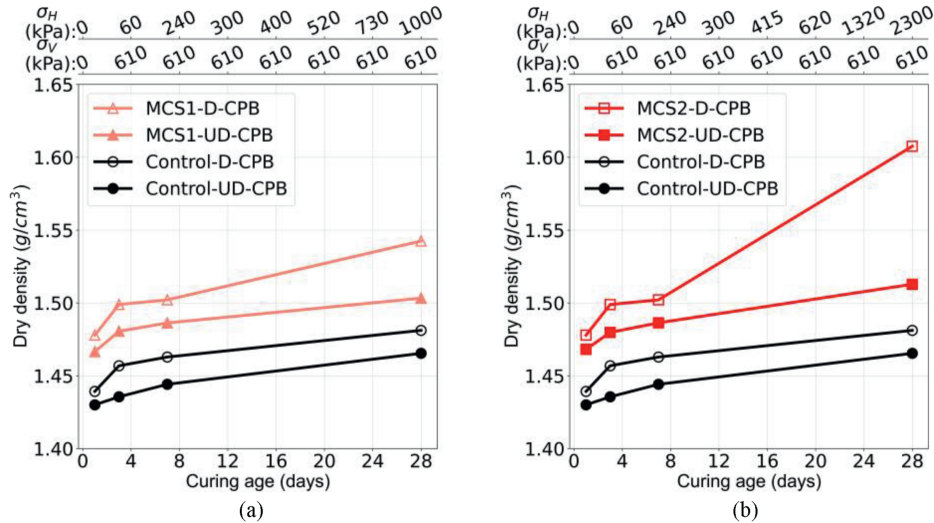 σH (kPa): 0 60 240 300 400 520 730 1000
σV (kPa): 0 610 610 610 610 610 610 610
1.65
1.60
1.55
1.50
1.45
1.40
Dry density (g/cm³)
MCS1-D-CPB
MCS1-UD-CPB
Control-D-CPB
Control-UD-CPB
0 4 8 12 16 20 24 28
Curing age (days)
(a)
σH (kPa): 0 60 240 300 415 620 1320 2300
σV (kPa): 0 610 610 610 610 610 610 610
1.65
1.60
1.55
1.50
1.45
1.40
Dry density (g/cm³)
MCS2-D-CPB
MCS2-UD-CPB
Control-D-CPB
Control-UD-CPB
0 4 8 12 16 20 24 28
Curing age (days)
(b)